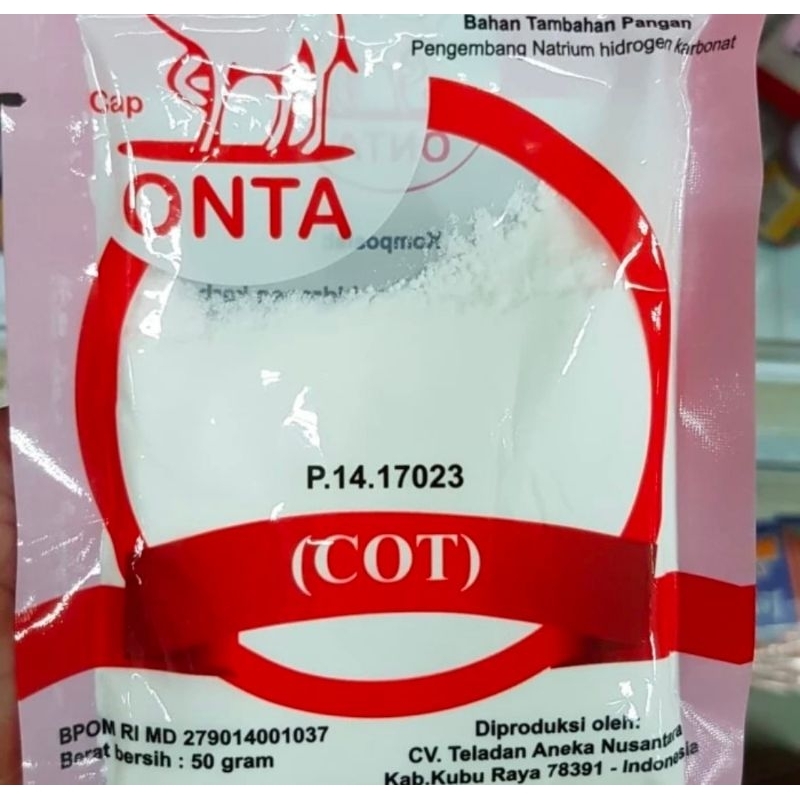 Bahan Tambahan Pangan
Pengembang Natrium hidrogen karbonat
Cap
ONTA
P.14.17023
(COT)
BPOM RI MD 279014001037
Berat bersih : 50 gram
Diproduksi oleh:
CV. Teladan Aneka Nusantara
Kab.Kubu Raya 78391 - Indonesia